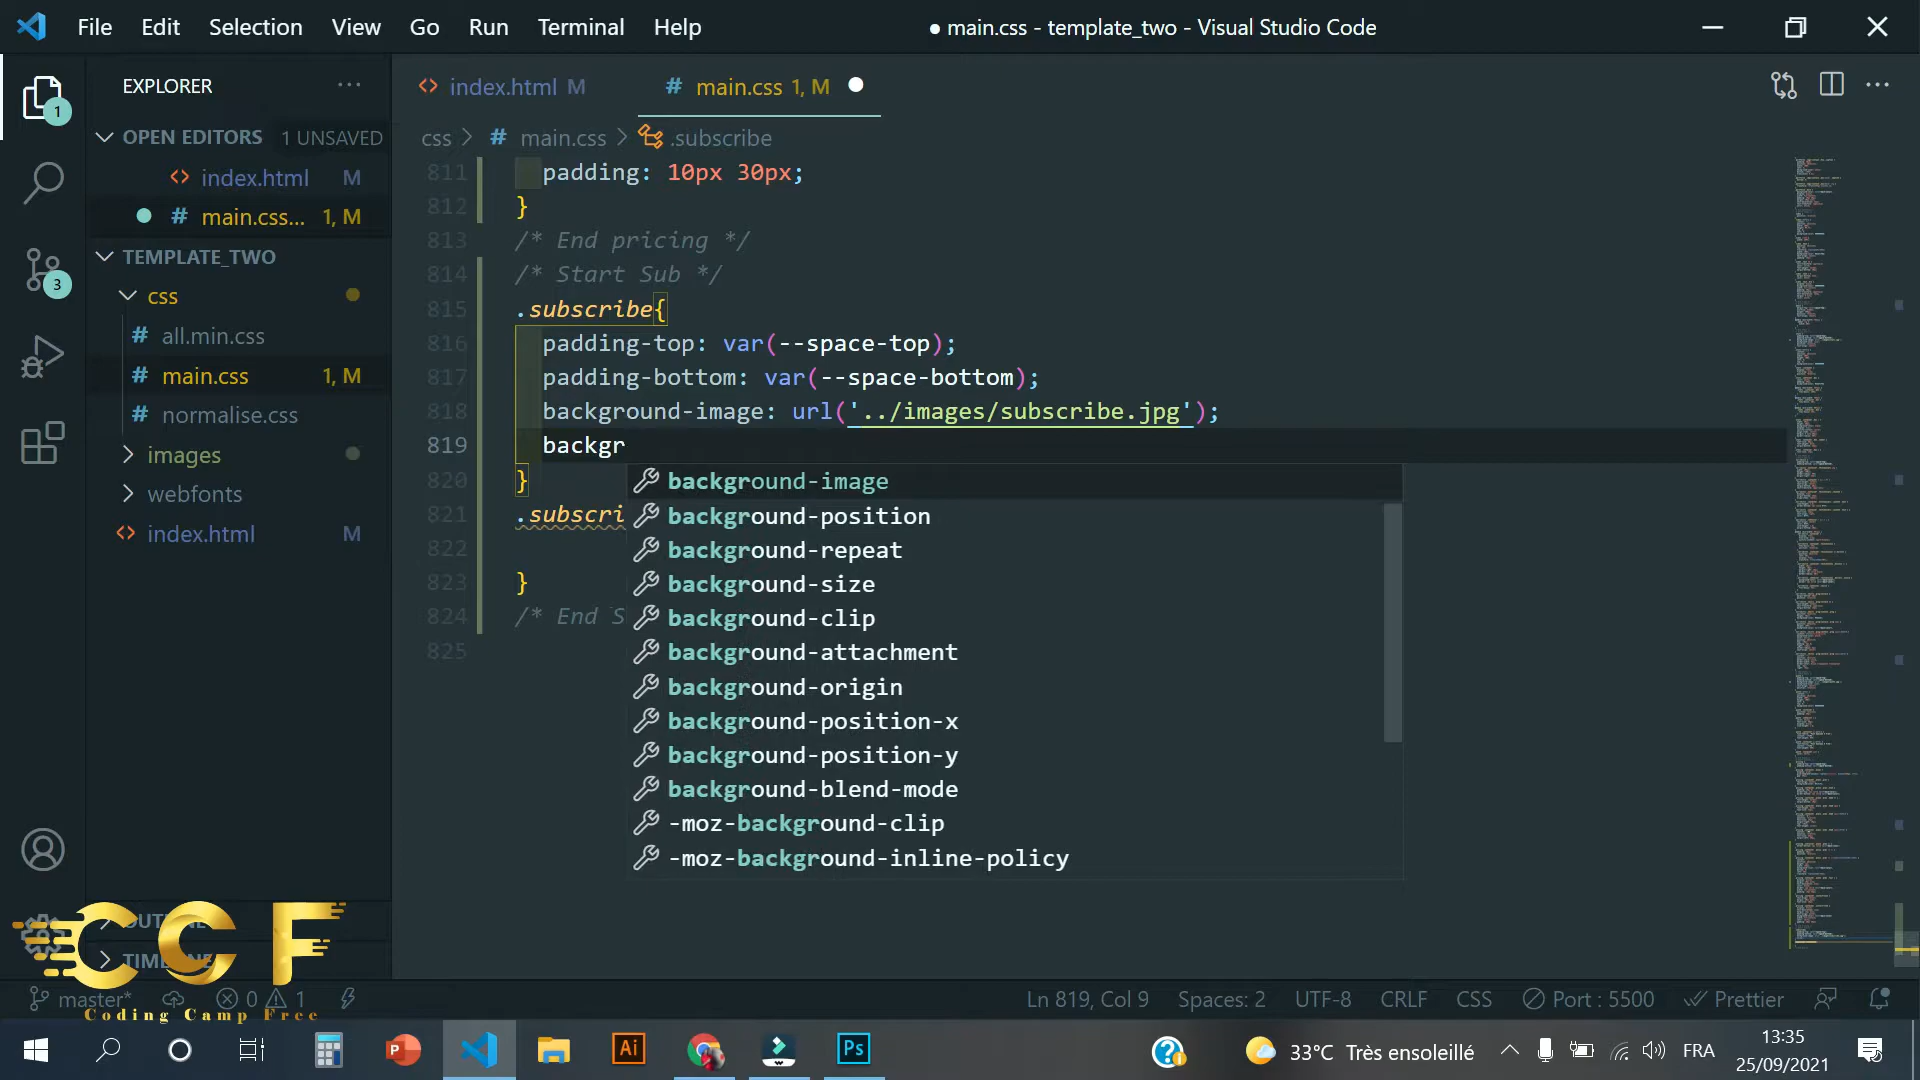 File Edit Selection View Go Run Terminal Help
● main.css - template_two - Visual Studio Code
EXPLORER
OPEN EDITORS 1 UNSAVED
index.html M
main.css... 1, M
TEMPLATE_TWO
css
all.min.css
main.css 1, M
normalise.css
images
webfonts
index.html M
OUTLINE
TIMELINE
1
3
index.html M
main.css 1, M
css > # main.css > .subscribe
811 padding: 10px 30px;
812 }
813 /* End pricing */
814 /* Start Sub */
815 .subscribe{
816 padding-top: var(--space-top);
817 padding-bottom: var(--space-bottom);
818 background-image: url('../images/subscribe.jpg');
819 backgr
820 }
821 .subscri
822
823 }
824 /* End S
825
background-image
background-position
background-repeat
background-size
background-clip
background-attachment
background-origin
background-position-x
background-position-y
background-blend-mode
-moz-background-clip
-moz-background-inline-policy
CCF
Coding Camp Free
master* 0 1
Ln 819, Col 9 Spaces: 2 UTF-8 CRLF CSS Port : 5500 Prettier
P
Ai
Ps
33°C Très ensoleillé
FRA
13:35
25/09/2021